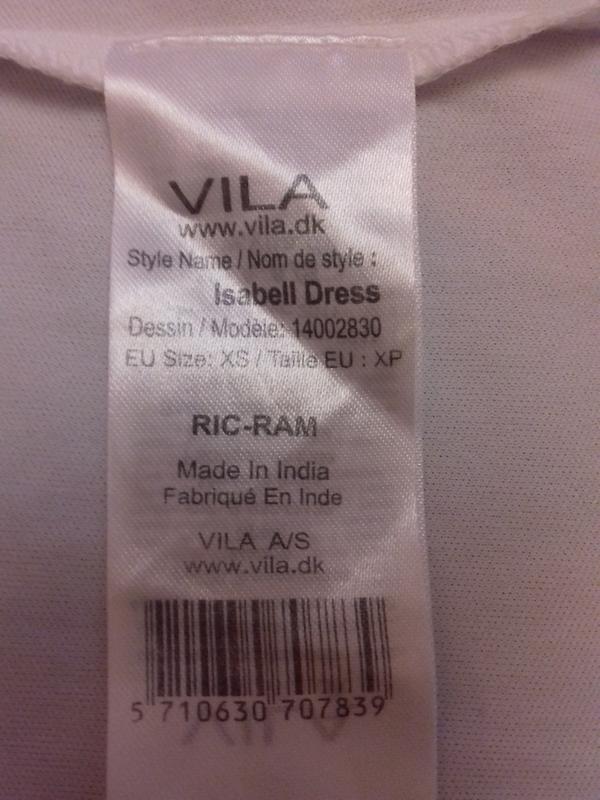 VILA
www.vila.dk
Style Name / Nom de style :
Isabell Dress
Dessin / Modèle: 14002830
EU Size: XS / Taille EU : XP
RIC-RAM
Made In India
Fabriqué En Inde
VILA A/S
www.vila.dk
5 710630 707839